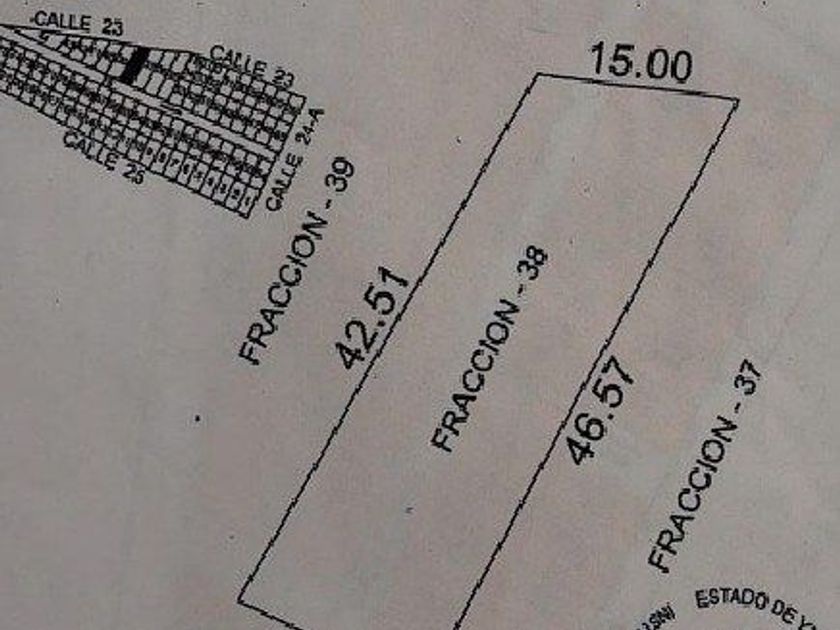 CALLE 23
CALLE 23
CALLE 24-A
CALLE 25
15.00
FRACCION - 39
42.51
FRACCION - 38
46.57
FRACCION - 37
ESTADO DE